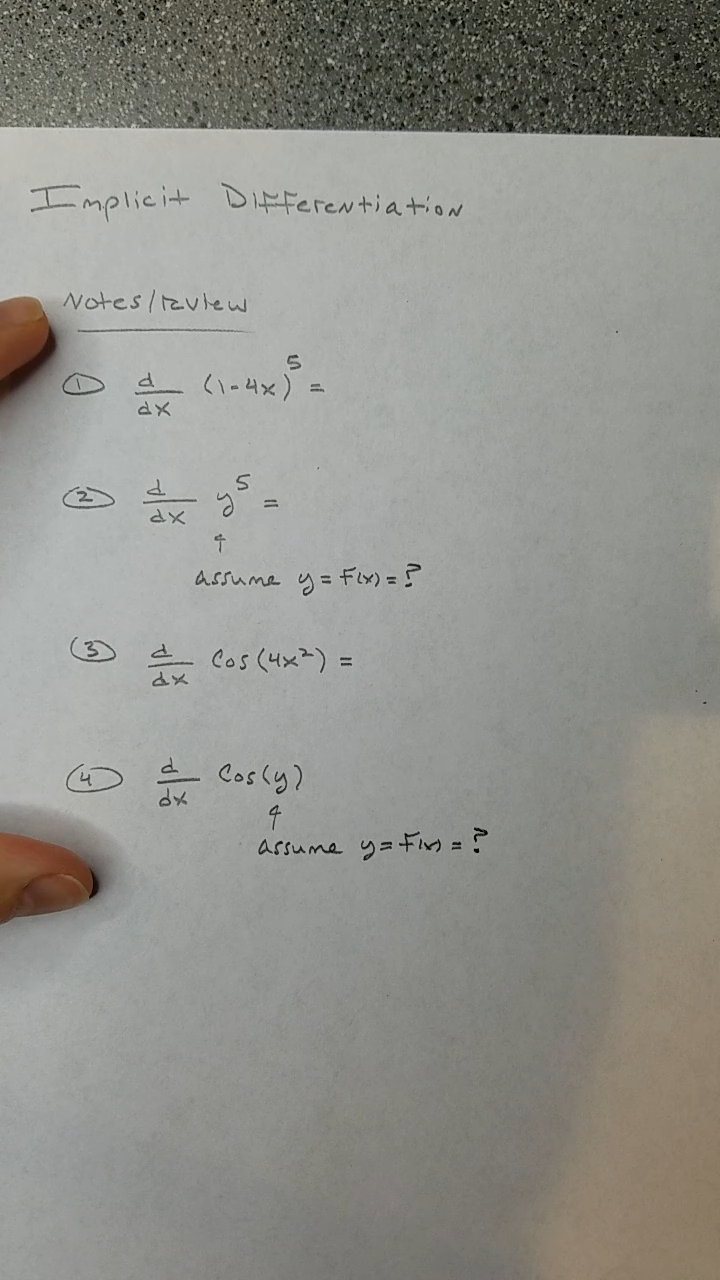 Implicit Differentiation
Notes/review
① d/dx (1-4x)⁵ =
② d/dx y⁵ =
↑
assume y = F(x) = ?
③ d/dx Cos(4x²) =
④ d/dx Cos(y)
↑
assume y = F(x) = ?